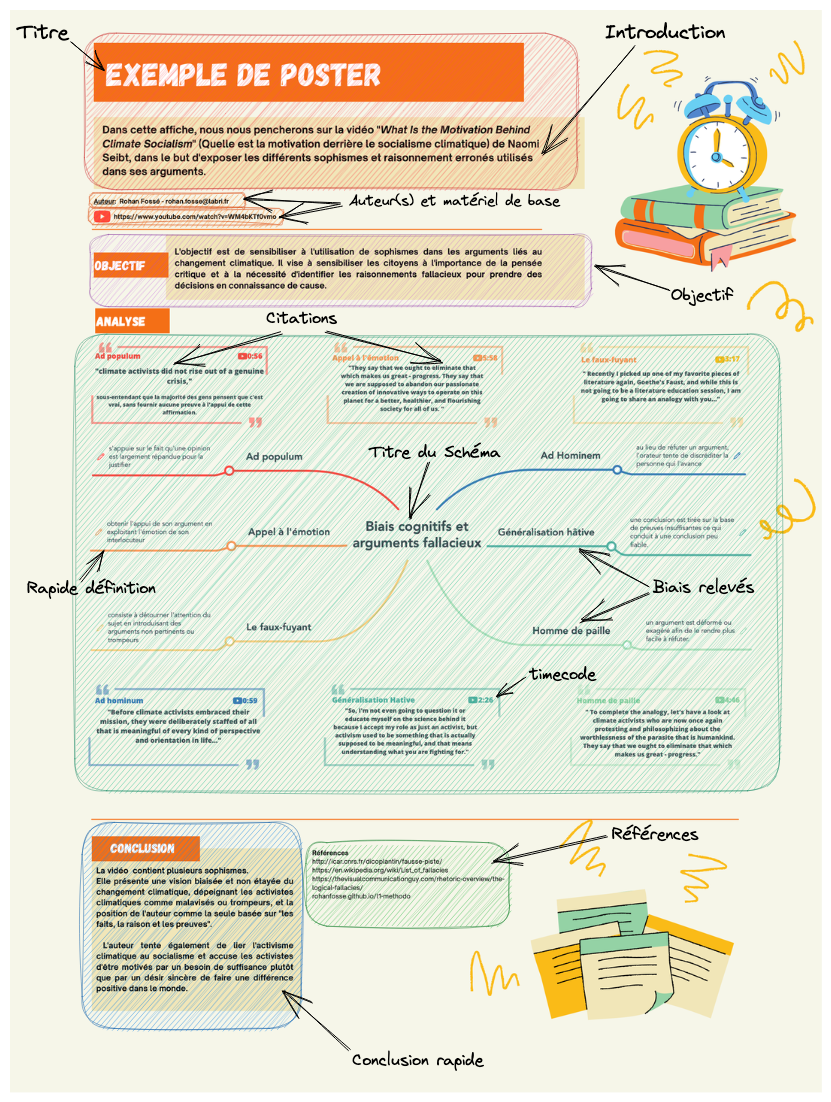 Titre
Introduction
EXEMPLE DE POSTER
Dans cette affiche, nous nous pencherons sur la vidéo "What Is the Motivation Behind
Climate Socialism" (Quelle est la motivation derrière le socialisme climatique) de Naomi
Seibt, dans le but d'exposer les différents sophismes et raisonnement erronés utilisés
dans ses arguments.
Auteur: Rohan Fossé - rohan.fosse@labri.fr
Auteur(s) et matériel de base
https://www.youtube.com/watch?v=WNl4bKTf0vmo
OBJECTIF
L'objectif est de sensibiliser à l'utilisation de sophismes dans les arguments liés au
changement climatique. Il vise à sensibiliser les citoyens à l'importance de la pensée
critique et à la nécessité d'identifier les raisonnements fallacieux pour prendre des
décisions en connaissance de cause.
Objectif
ANALYSE
Citations
Ad populum
0:56
"climate activists did not rise out of a genuine
crisis,"
sous-entendant que la majorité des gens pensent que c'est
vrai, sans fournir aucune preuve à l'appui de cette
affirmation.
Appel à l'émotion
5:58
"They say that we ought to eliminate that
which makes us great - progress. They say that
we are supposed to abandon our passionate
creation of innovative ways to operate on this
planet for a better, healthier, and flourishing
society for all of us. "
Le faux-fuyant
3:17
" Recently I picked up one of my favorite pieces of
literature again, Goethe's Faust, and while this is
not going to be a literature education session, I am
going to share an analogy with you..."
Titre du Schéma
s'appuie sur le fait qu'une opinion
est largement répandue pour la
justifier
Ad populum
Ad Hominem
au lieu de réfuter un argument,
l'orateur tente de discréditer la
personne qui l'avance
obtenir l'appui de son argument en
exploitant l'émotion de son
interlocuteur
Appel à l'émotion
Biais cognitifs et
arguments fallacieux
Généralisation hâtive
une conclusion est tirée sur la base
de preuves insuffisantes ce qui
conduit à une conclusion peu
fiable.
Rapide définition
Biais relevés
consiste à détourner l'attention du
sujet en introduisant des
arguments non pertinents ou
trompeurs
Le faux-fuyant
Homme de paille
un argument est déformé ou
exagéré afin de le rendre plus
facile à réfuter.
timecode
Ad hominum
0:59
"Before climate activists embraced their
mission, they were deliberately staffed of all
that is meaningful of every kind of perspective
and orientation in life..."
Généralisation Hative
2:26
"So, I'm not even going to question it or
educate myself on the science behind it
because I accept my role as just an activist, but
activism used to be something that is actually
supposed to be meaningful, and that means
understanding what you are fighting for."
Homme de paille
4:46
" To complete the analogy, let's have a look at
climate activists who are now once again
protesting and philosophizing about the
worthlessness of the parasite that is humankind.
They say that we ought to eliminate that which
makes us great - progress."
CONCLUSION
La vidéo contient plusieurs sophismes.
Elle présente une vision biaisée et non étayée du
changement climatique, dépeignant les activistes
climatiques comme malavisés ou trompeurs, et la
position de l'auteur comme la seule basée sur "les
faits, la raison et les preuves".
L'auteur tente également de lier l'activisme
climatique au socialisme et accuse les activistes
d'être motivés par un besoin de suffisance plutôt
que par un désir sincère de faire une différence
positive dans le monde.
Références
http://icar.cnrs.fr/dicoplantin/fausse-piste/
https://en.wikipedia.org/wiki/List_of_fallacies
https://thevisualcommunicationguy.com/rhetoric-overview/the-
logical-fallacies/
rohanfosse.github.io/l1-methodo
Références
Conclusion rapide